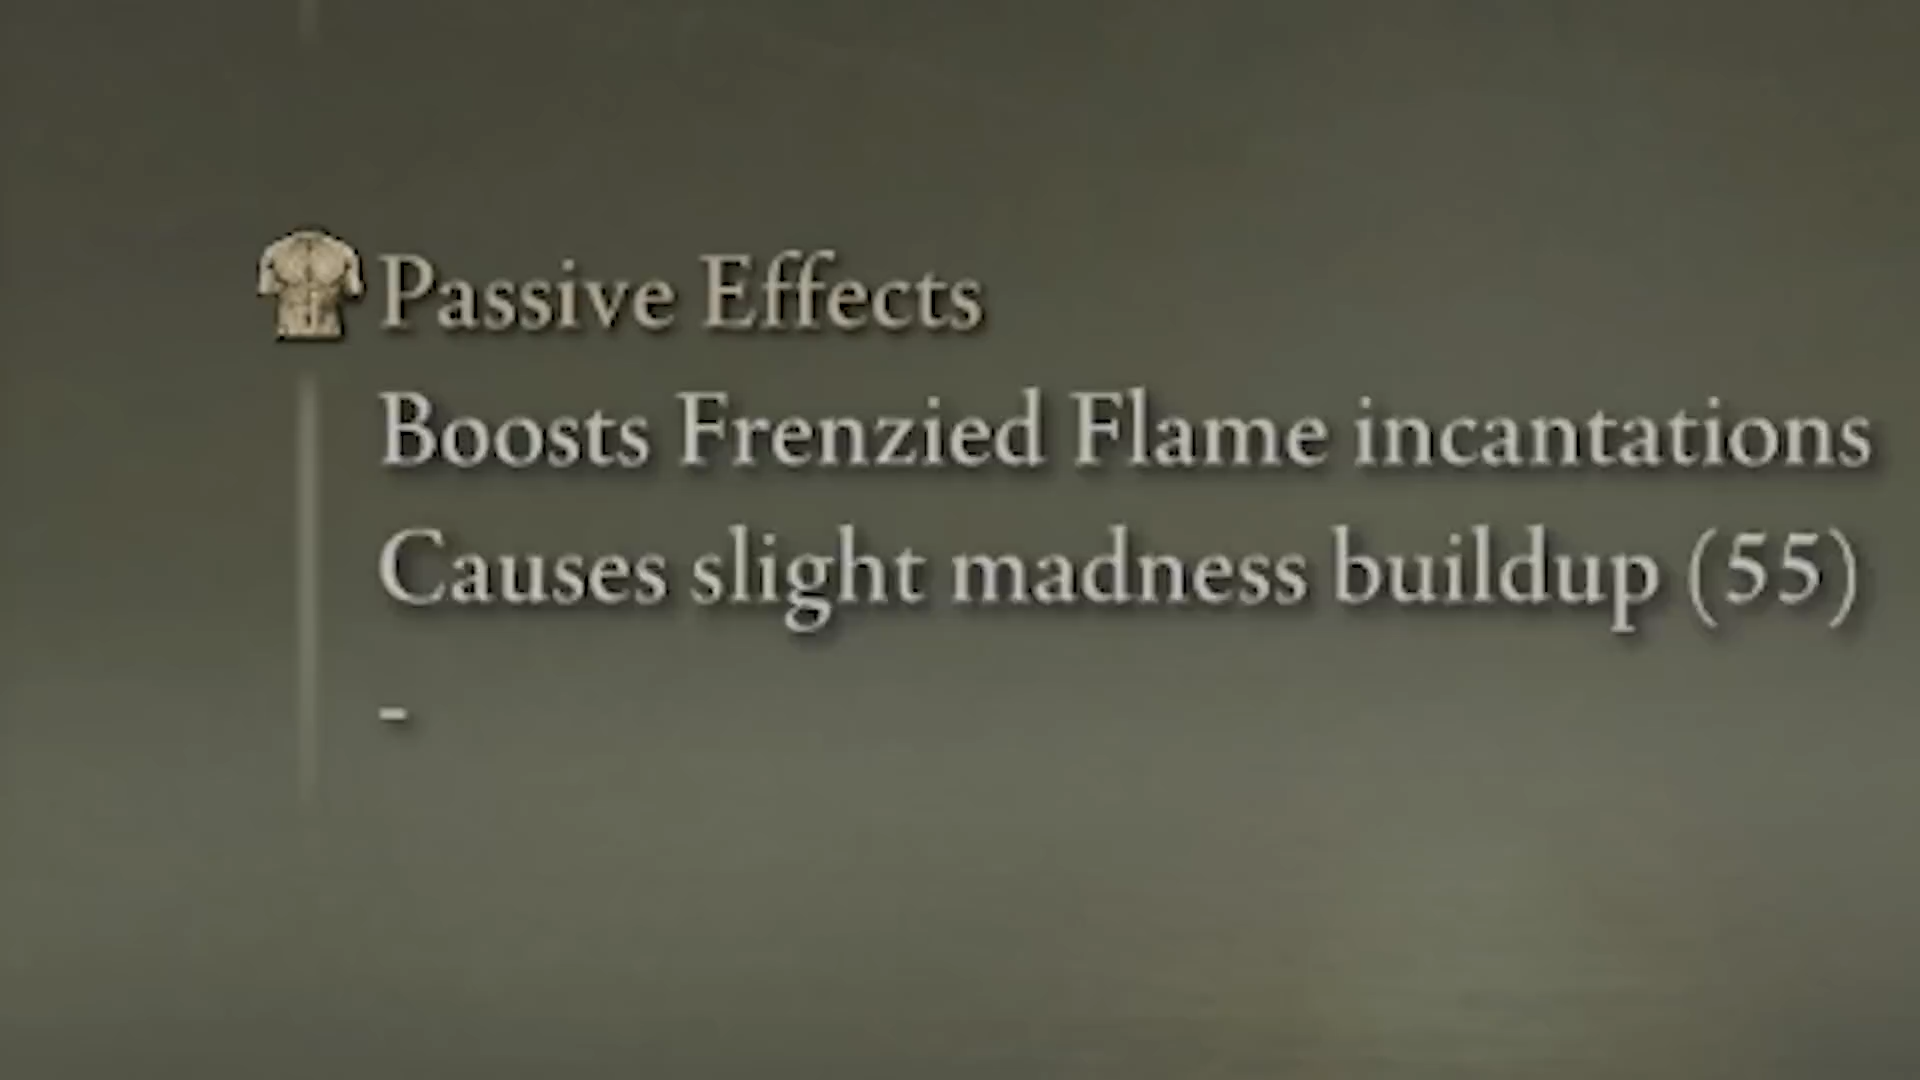 Passive Effects
Boosts Frenzied Flame incantations
Causes slight madness buildup (55)
-